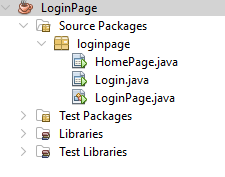 LoginPage
Source Packages
loginpage
HomePage.java
Login.java
LoginPage.java
Test Packages
Libraries
Test Libraries